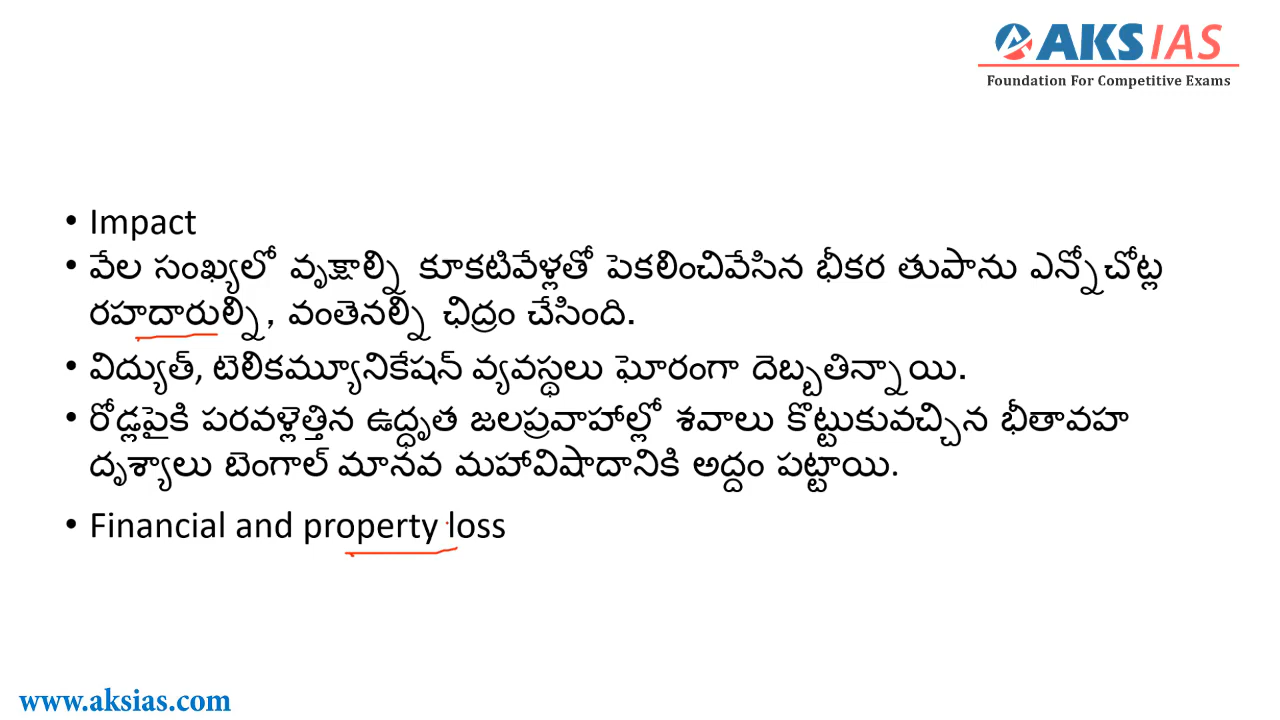 AKS IAS
Foundation For Competitive Exams
• Impact
• వేల సంఖ్యలో వృక్షాల్ని కూకటివేళ్లతో పెకలించివేసిన భీకర తుపాను ఎన్నోచోట్ల
రహదారుల్ని, వంతెనల్ని ఛిద్రం చేసింది.
• విద్యుత్, టెలికమ్యూనికేషన్ వ్యవస్థలు ఘోరంగా దెబ్బతిన్నాయి.
• రోడ్లపైకి పరవళ్లెత్తిన ఉద్ధృత జలప్రవాహాల్లో శవాలు కొట్టుకువచ్చిన భీతావహ
దృశ్యాలు బెంగాల్ మానవ మహావిషాదానికి అద్దం పట్టాయి.
• Financial and property loss
www.aksias.com